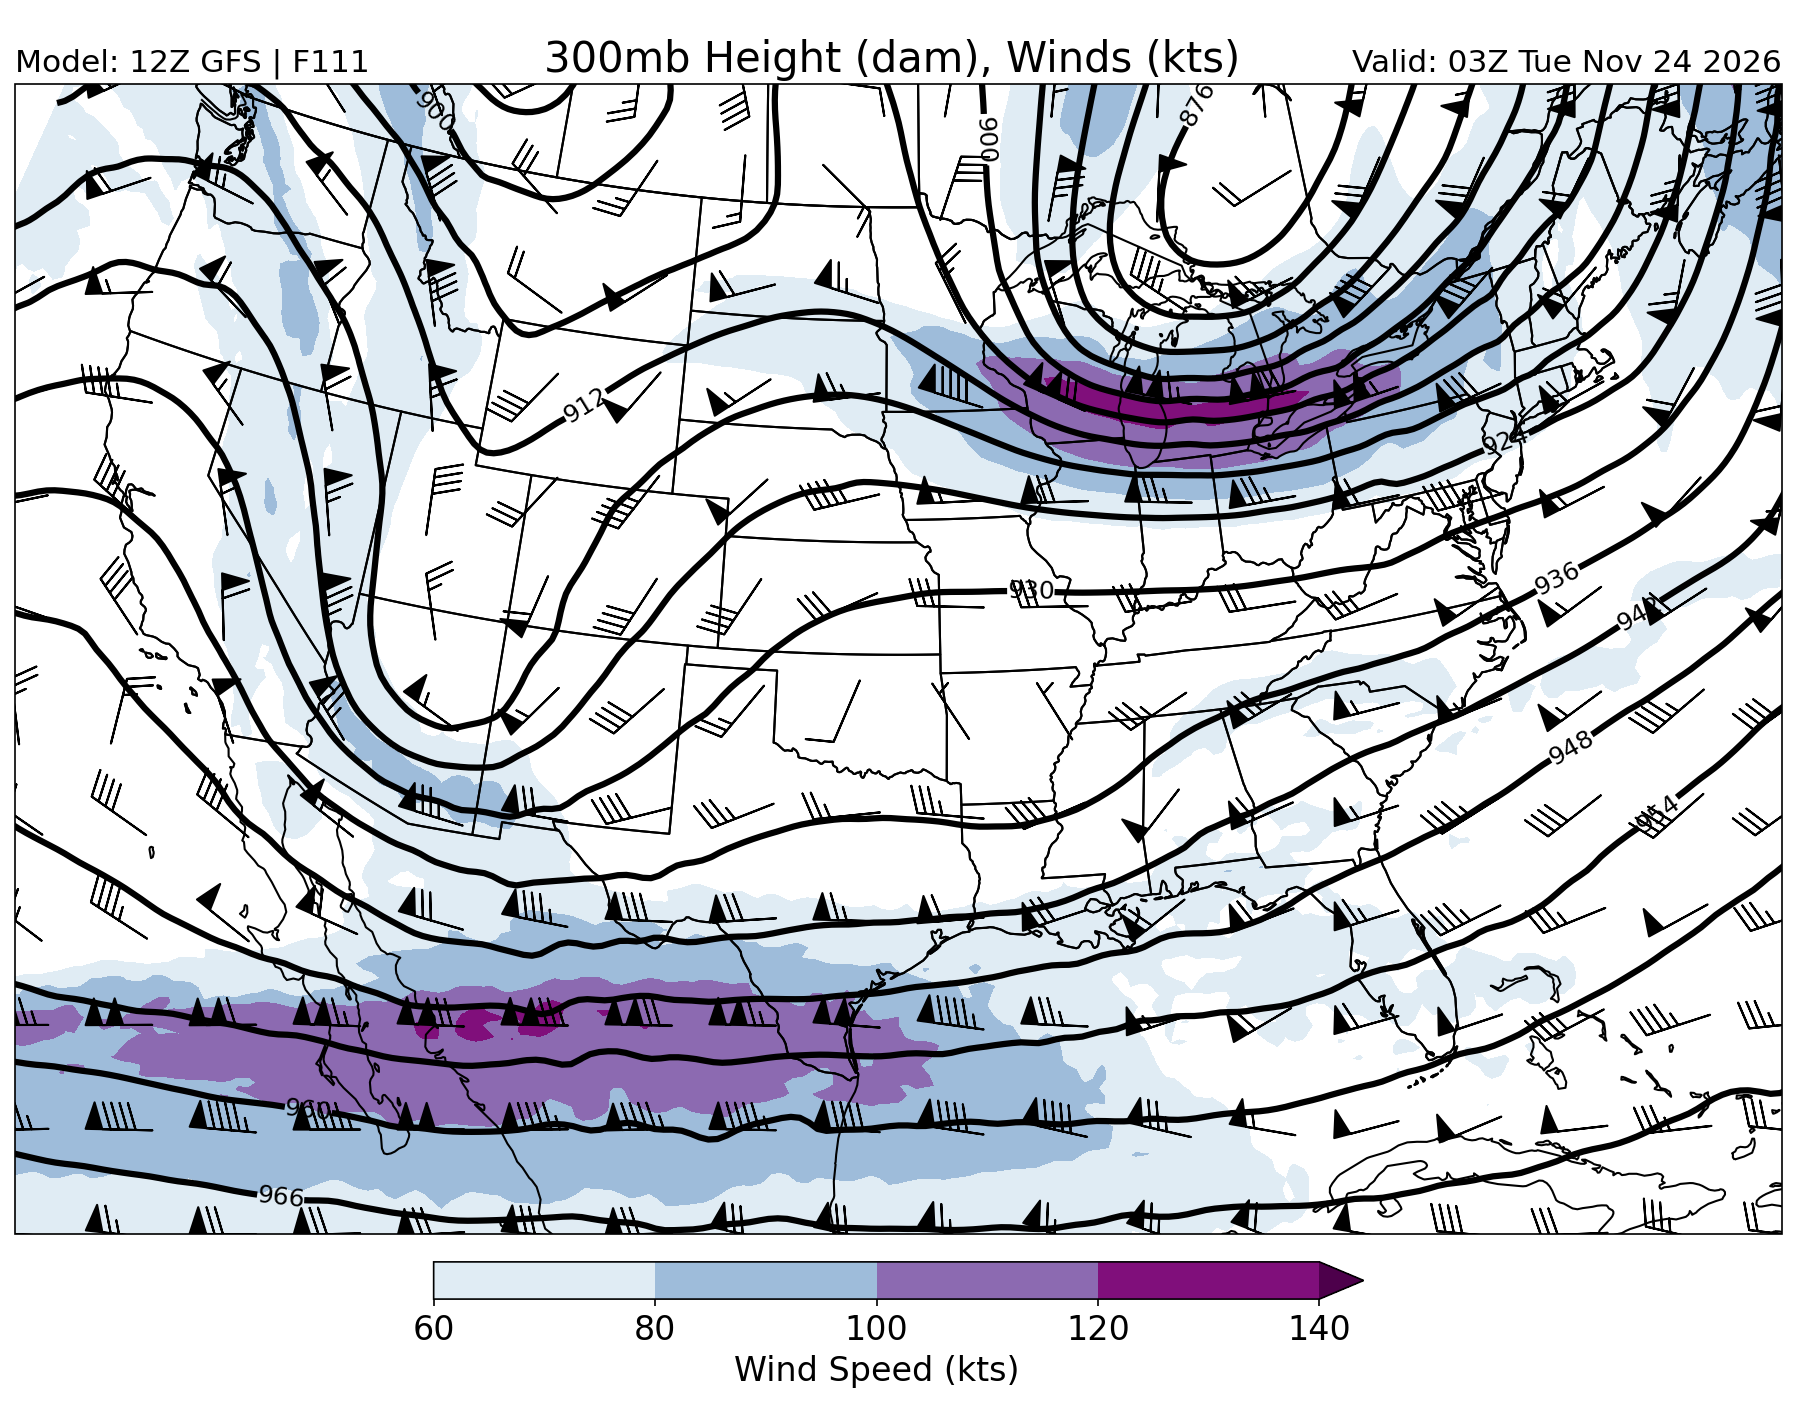 Model: 12Z GFS | F111
300mb Height (dam), Winds (kts)
Valid: 03Z Tue Nov 24 2026
900
900
876
912
924
930
936
942
948
954
960
966
60 80 100 120 140
Wind Speed (kts)